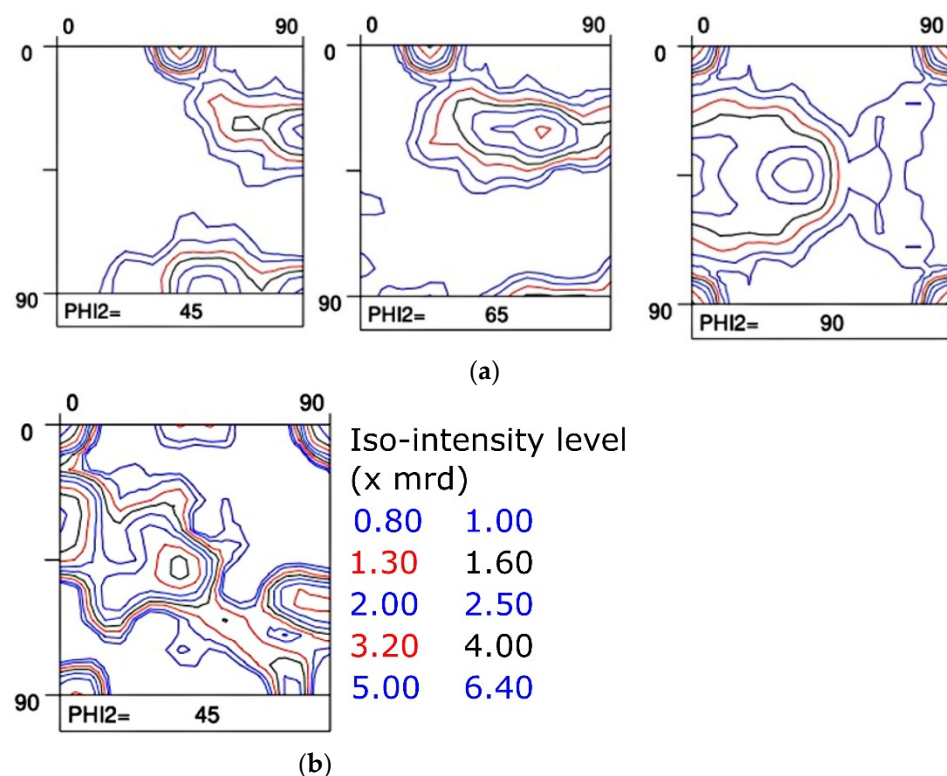 0 90 0 90 0 90
0 0 0
90 90 90
PHI2= 45 PHI2= 65 PHI2= 90
(a)
0 90
0
90
PHI2= 45
Iso-intensity level
(x mrd)
0.80 1.00
1.30 1.60
2.00 2.50
3.20 4.00
5.00 6.40
(b)